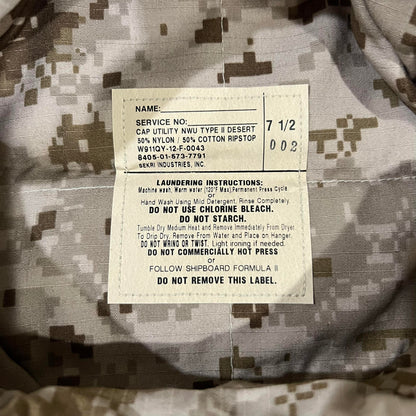 NAME:
SERVICE NO:
CAP UTILITY NWU TYPE II DESERT
50% NYLON / 50% COTTON RIPSTOP
W911QY-12-F-0043
8405-01-573-7791
SEKRI INDUSTRIES, INC.
7 1/2
002
LAUNDERING INSTRUCTIONS:
Machine wash, Warm water (120°F Max), Permanent Press Cycle
or
Hand Wash Using Mild Detergent, Rinse Completely.
DO NOT USE CHLORINE BLEACH.
DO NOT STARCH.
Tumble Dry Medium Heat and Remove Immediately From Dryer
To Drip Dry, Remove From Water and Place on Hanger.
DO NOT WRING OR TWIST. Light ironing if needed.
DO NOT COMMERCIALLY HOT PRESS
or
FOLLOW SHIPBOARD FORMULA II
DO NOT REMOVE THIS LABEL.